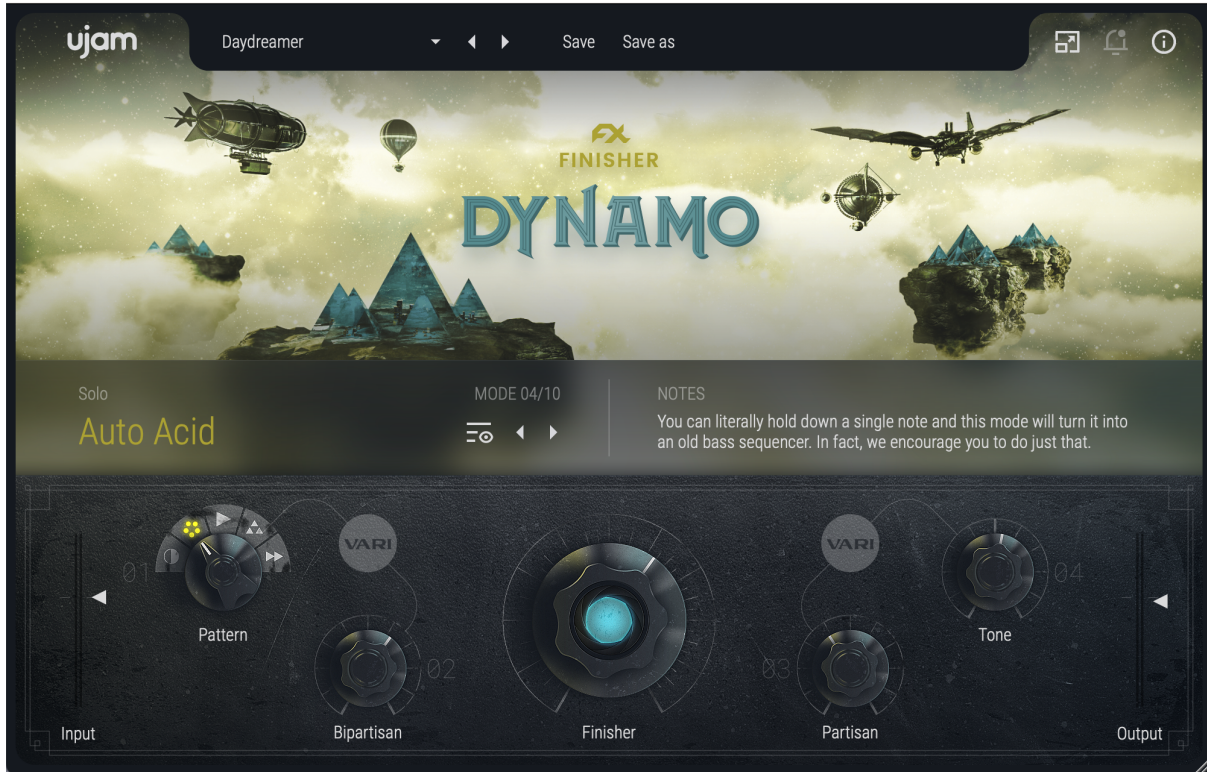 ujam
Daydreamer
Save
Save as
FX
FINISHER
DYNAMO
Solo
Auto Acid
MODE 04/10
NOTES
You can literally hold down a single note and this mode will turn it into
an old bass sequencer. In fact, we encourage you to do just that.
01
Pattern
VARI
02
Bipartisan
Finisher
VARI
03
Partisan
04
Tone
Input
Output